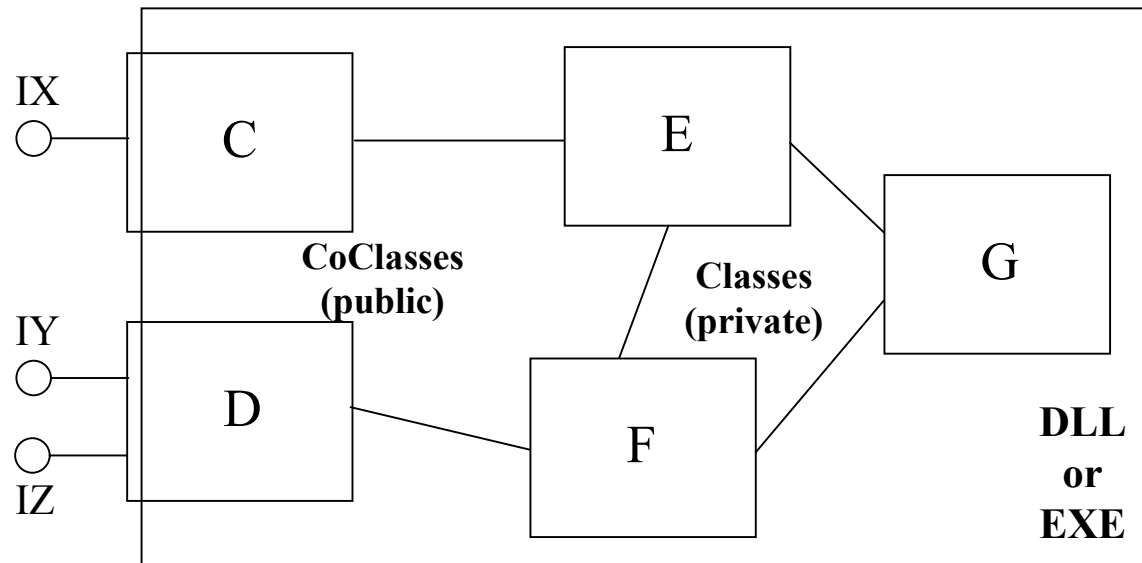 IX
C
E
G
CoClasses
(public)
Classes
(private)
IY
D
F
IZ
DLL
or
EXE